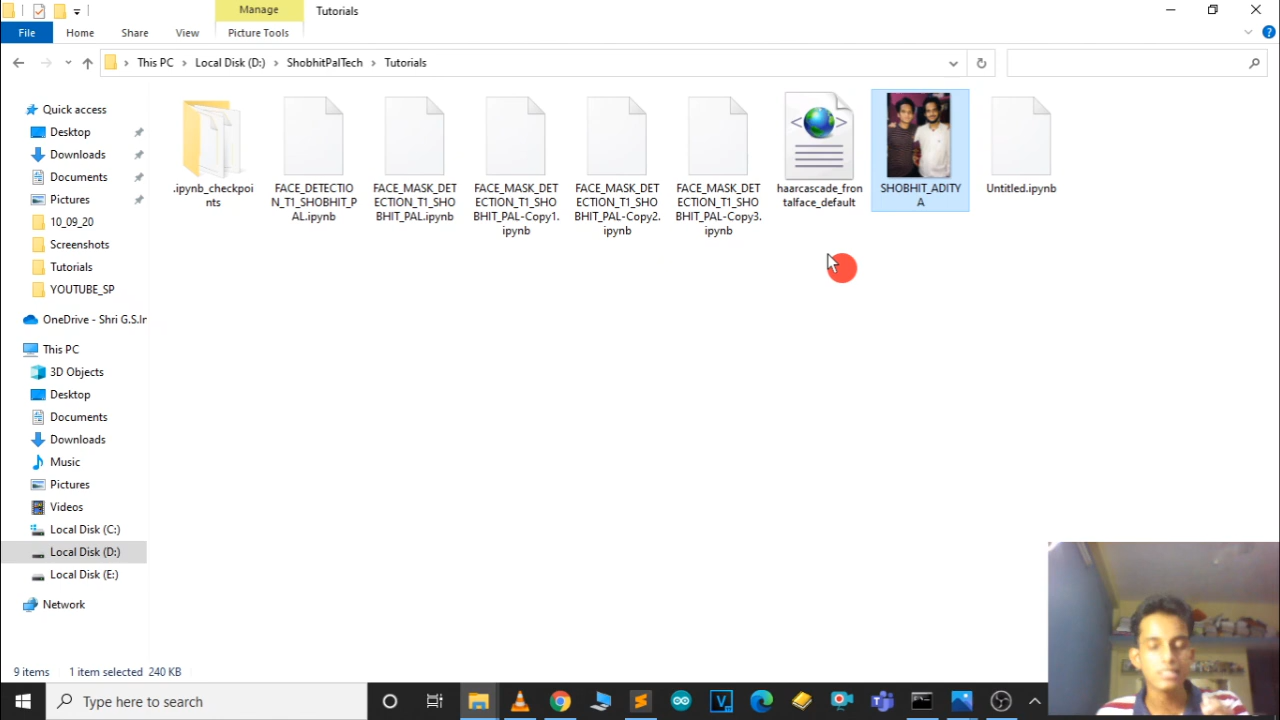 Manage
Tutorials
File
Home
Share
View
Picture Tools
This PC
Local Disk (D:)
ShobhitPalTech
Tutorials
Quick access
Desktop
Downloads
Documents
Pictures
10_09_20
Screenshots
Tutorials
YOUTUBE_SP
OneDrive - Shri G.S.In
This PC
3D Objects
Desktop
Documents
Downloads
Music
Pictures
Videos
Local Disk (C:)
Local Disk (D:)
Local Disk (E:)
Network
.ipynb_checkpoi
nts
FACE_DETECTIO
N_T1_SHOBHIT_P
AL.ipynb
FACE_MASK_DET
ECTION_T1_SHO
BHIT_PAL.ipynb
FACE_MASK_DET
ECTION_T1_SHO
BHIT_PAL-Copy1.
ipynb
FACE_MASK_DET
ECTION_T1_SHO
BHIT_PAL-Copy2.
ipynb
FACE_MASK_DET
ECTION_T1_SHO
BHIT_PAL-Copy3.
ipynb
haarcascade_fron
talface_default
SHOBHIT_ADITY
A
Untitled.ipynb
9 items
1 item selected 240 KB
Type here to search